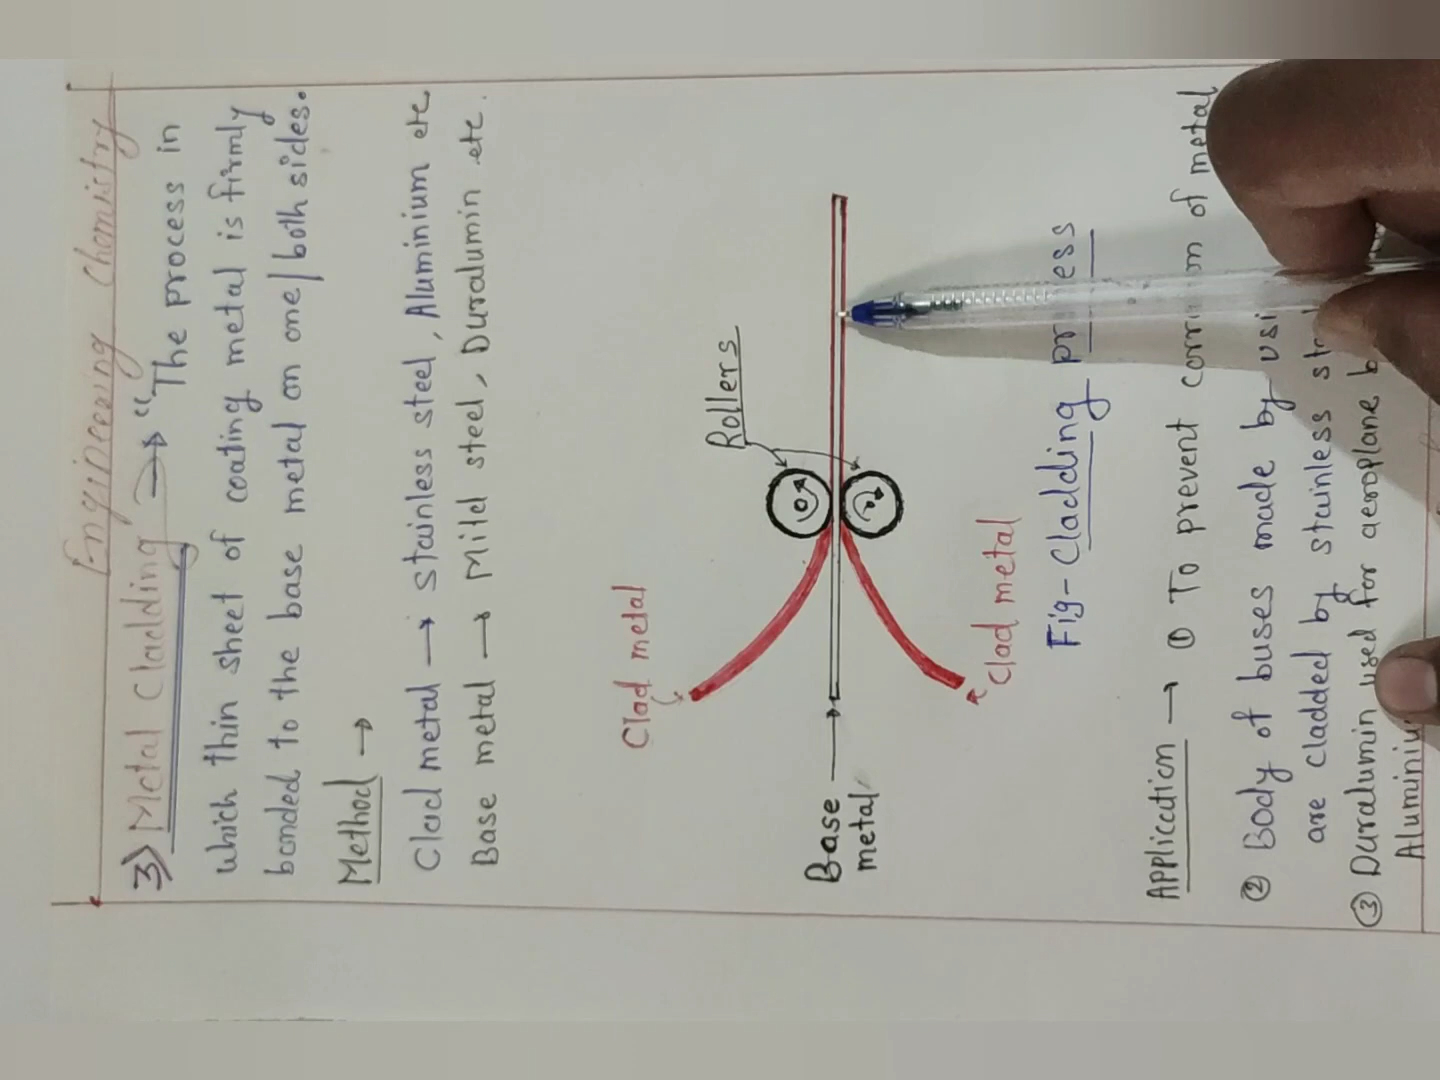 Engineering Chemistry
3) Metal Cladding → "The process in
which thin sheet of coating metal is firmly
bonded to the base metal on one/both sides.
Method →
Clad metal → stainless steel, Aluminium etc
Base metal → Mild steel, Duralumin etc.
Clad metal
Rollers
Base
metal
Clad metal
Fig-Cladding
Application → ① To prevent of metal
② Body of buses made by
are cladded by stainless
③ Duralumin used for aeroplane